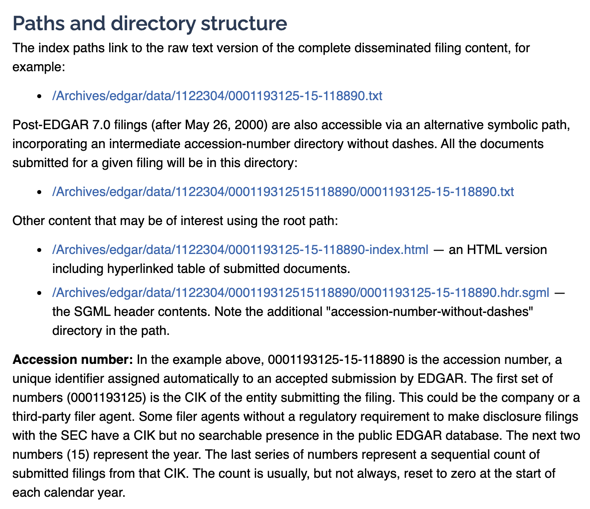 Paths and directory structure
The index paths link to the raw text version of the complete disseminated filing content, for
example:
• /Archives/edgar/data/1122304/0001193125-15-118890.txt
Post-EDGAR 7.0 filings (after May 26, 2000) are also accessible via an alternative symbolic path,
incorporating an intermediate accession-number directory without dashes. All the documents
submitted for a given filing will be in this directory:
• /Archives/edgar/data/1122304/000119312515118890/0001193125-15-118890.txt
Other content that may be of interest using the root path:
• /Archives/edgar/data/1122304/0001193125-15-118890-index.html — an HTML version
including hyperlinked table of submitted documents.
• /Archives/edgar/data/1122304/000119312515118890/0001193125-15-118890.hdr.sgml —
the SGML header contents. Note the additional "accession-number-without-dashes"
directory in the path.
Accession number: In the example above, 0001193125-15-118890 is the accession number, a
unique identifier assigned automatically to an accepted submission by EDGAR. The first set of
numbers (0001193125) is the CIK of the entity submitting the filing. This could be the company or a
third-party filer agent. Some filer agents without a regulatory requirement to make disclosure filings
with the SEC have a CIK but no searchable presence in the public EDGAR database. The next two
numbers (15) represent the year. The last series of numbers represent a sequential count of
submitted filings from that CIK. The count is usually, but not always, reset to zero at the start of
each calendar year.